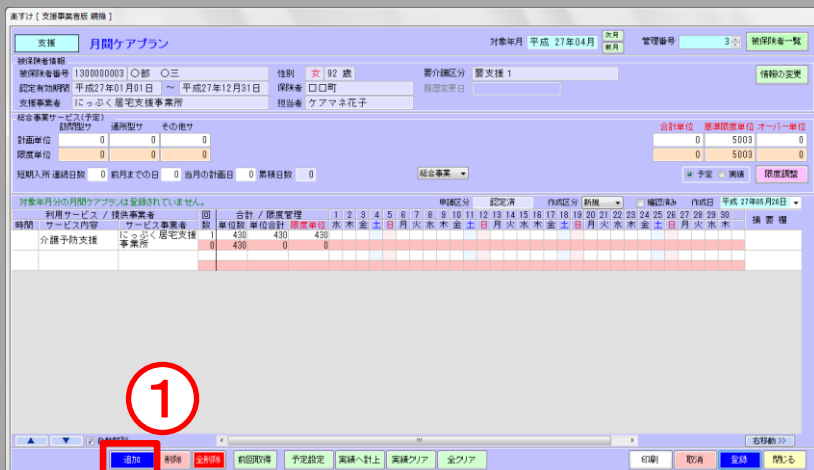 楽すけ [ 支援事業者版 親機 ]
支援 月間ケアプラン 対象年月 平成 27年04月 次月 前月 管理番号 3 被保険者一覧
被保険者情報
被保険者番号 1300000003 〇部 〇三 性別 女 92 歳 要介護区分 要支援1 情報の変更
認定有効期間 平成27年01月01日 ～ 平成27年12月31日 保険者 口口町 履歴変更日
支援事業者 にっぷく居宅支援事業所 担当者 ケアマネ花子
総合事業サービス(予定)
訪問型サ 通所型サ その他サ 合計単位 基準限度単位 オーバー単位
計画単位 0 0 0 0 5003 0
限度単位 0 0 0 0 5003 0
短期入所 連続日数 0 前月までの日 0 当月の計画日 0 累積日数 0 総合事業 予定 実績 限度調整
対象年月分の月間ケアプランは登録されていません。 申請区分 認定済 作成区分 新規 確認済み 作成日 平成 27年05月26日
利用サービス / 提供事業者 回 合計 / 限度管理 1 2 3 4 5 6 7 8 9 10 11 12 13 14 15 16 17 18 19 20 21 22 23 24 25 26 27 28 29 30 摘 要 欄
時間 サービス内容 サービス事業者 数 単位数 単位合計 限度単位 水 木 金 土 日 月 火 水 木 金 土 日 月 火 水 木 金 土 日 月 火 水 木 金 土 日 月 火 水 木
介護予防支援 にっぷく居宅支援 1 430 430 430
事業所 0 430 0 0
①
▲ ▼ 右移動 >>
追加 削除 全削除 前回取得 予定設定 実績へ計上 実績クリア 全クリア 印刷 取消 登録 閉じる